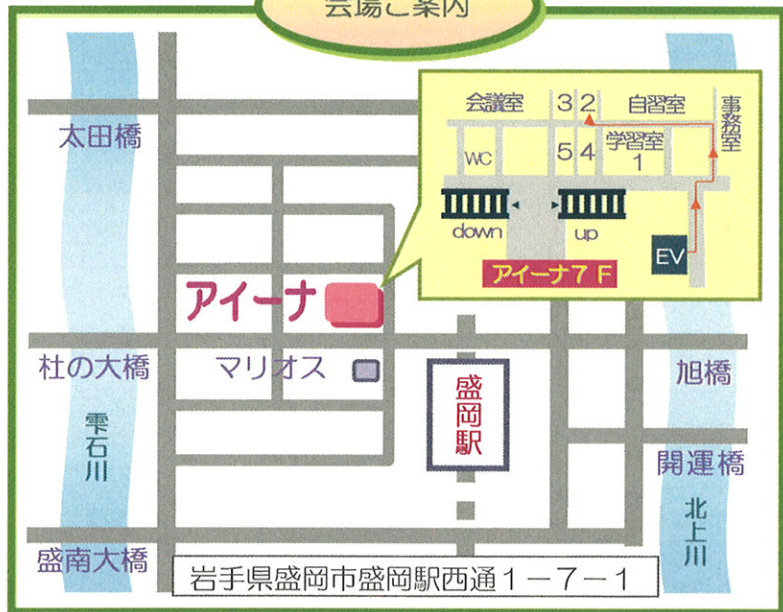 会場ご案内
太田橋
会議室
3
2
自習室
事務室
WC
5
4
学習室
1
down
up
EV
アイーナ7F
アイーナ
杜の大橋
マリオス
盛岡駅
旭橋
雫石川
開運橋
北上川
盛南大橋
岩手県盛岡市盛岡駅西通1-7-1